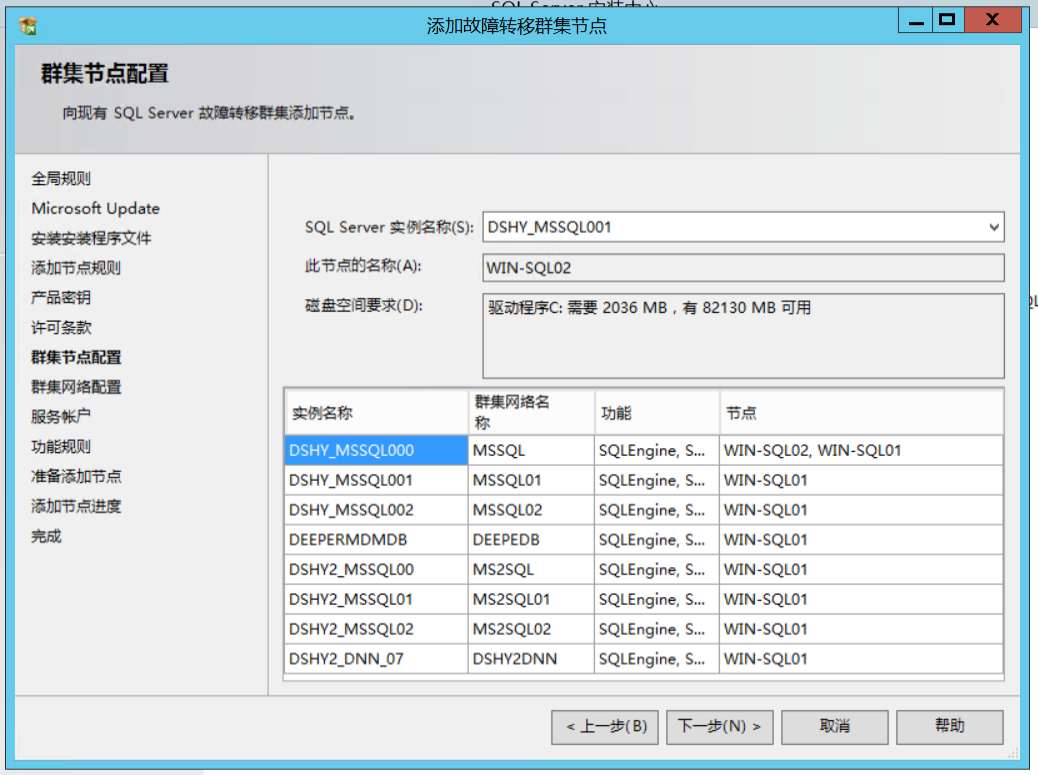 SQL Server 安装中心
添加故障转移群集节点
群集节点配置
向现有 SQL Server 故障转移群集添加节点。
全局规则
Microsoft Update
安装安装程序文件
添加节点规则
产品密钥
许可条款
群集节点配置
群集网络配置
服务帐户
功能规则
准备添加节点
添加节点进度
完成
SQL Server 实例名称(S): DSHY_MSSQL001
此节点的名称(A): WIN-SQL02
磁盘空间要求(D): 驱动程序C: 需要 2036 MB，有 82130 MB 可用
实例名称 群集网络名称 功能 节点
DSHY_MSSQL000 MSSQL SQLEngine, S... WIN-SQL02, WIN-SQL01
DSHY_MSSQL001 MSSQL01 SQLEngine, S... WIN-SQL01
DSHY_MSSQL002 MSSQL02 SQLEngine, S... WIN-SQL01
DEEPERMDMDB DEEPEDB SQLEngine, S... WIN-SQL01
DSHY2_MSSQL00 MS2SQL SQLEngine, S... WIN-SQL01
DSHY2_MSSQL01 MS2SQL01 SQLEngine, S... WIN-SQL01
DSHY2_MSSQL02 MS2SQL02 SQLEngine, S... WIN-SQL01
DSHY2_DNN_07 DSHY2DNN SQLEngine, S... WIN-SQL01
< 上一步(B) 下一步(N) > 取消 帮助